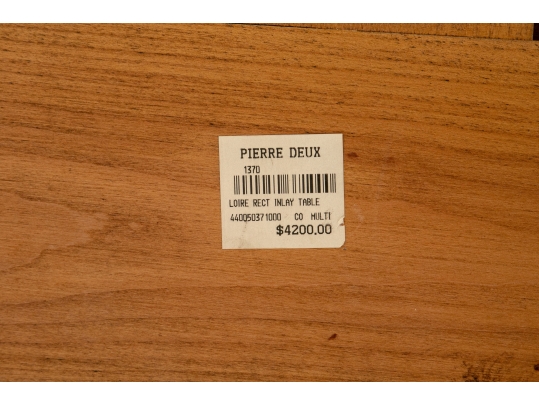 PIERRE DEUX
1370
LOIRE RECT INLAY TABLE
440050371000 CO MULTI
$4200.00